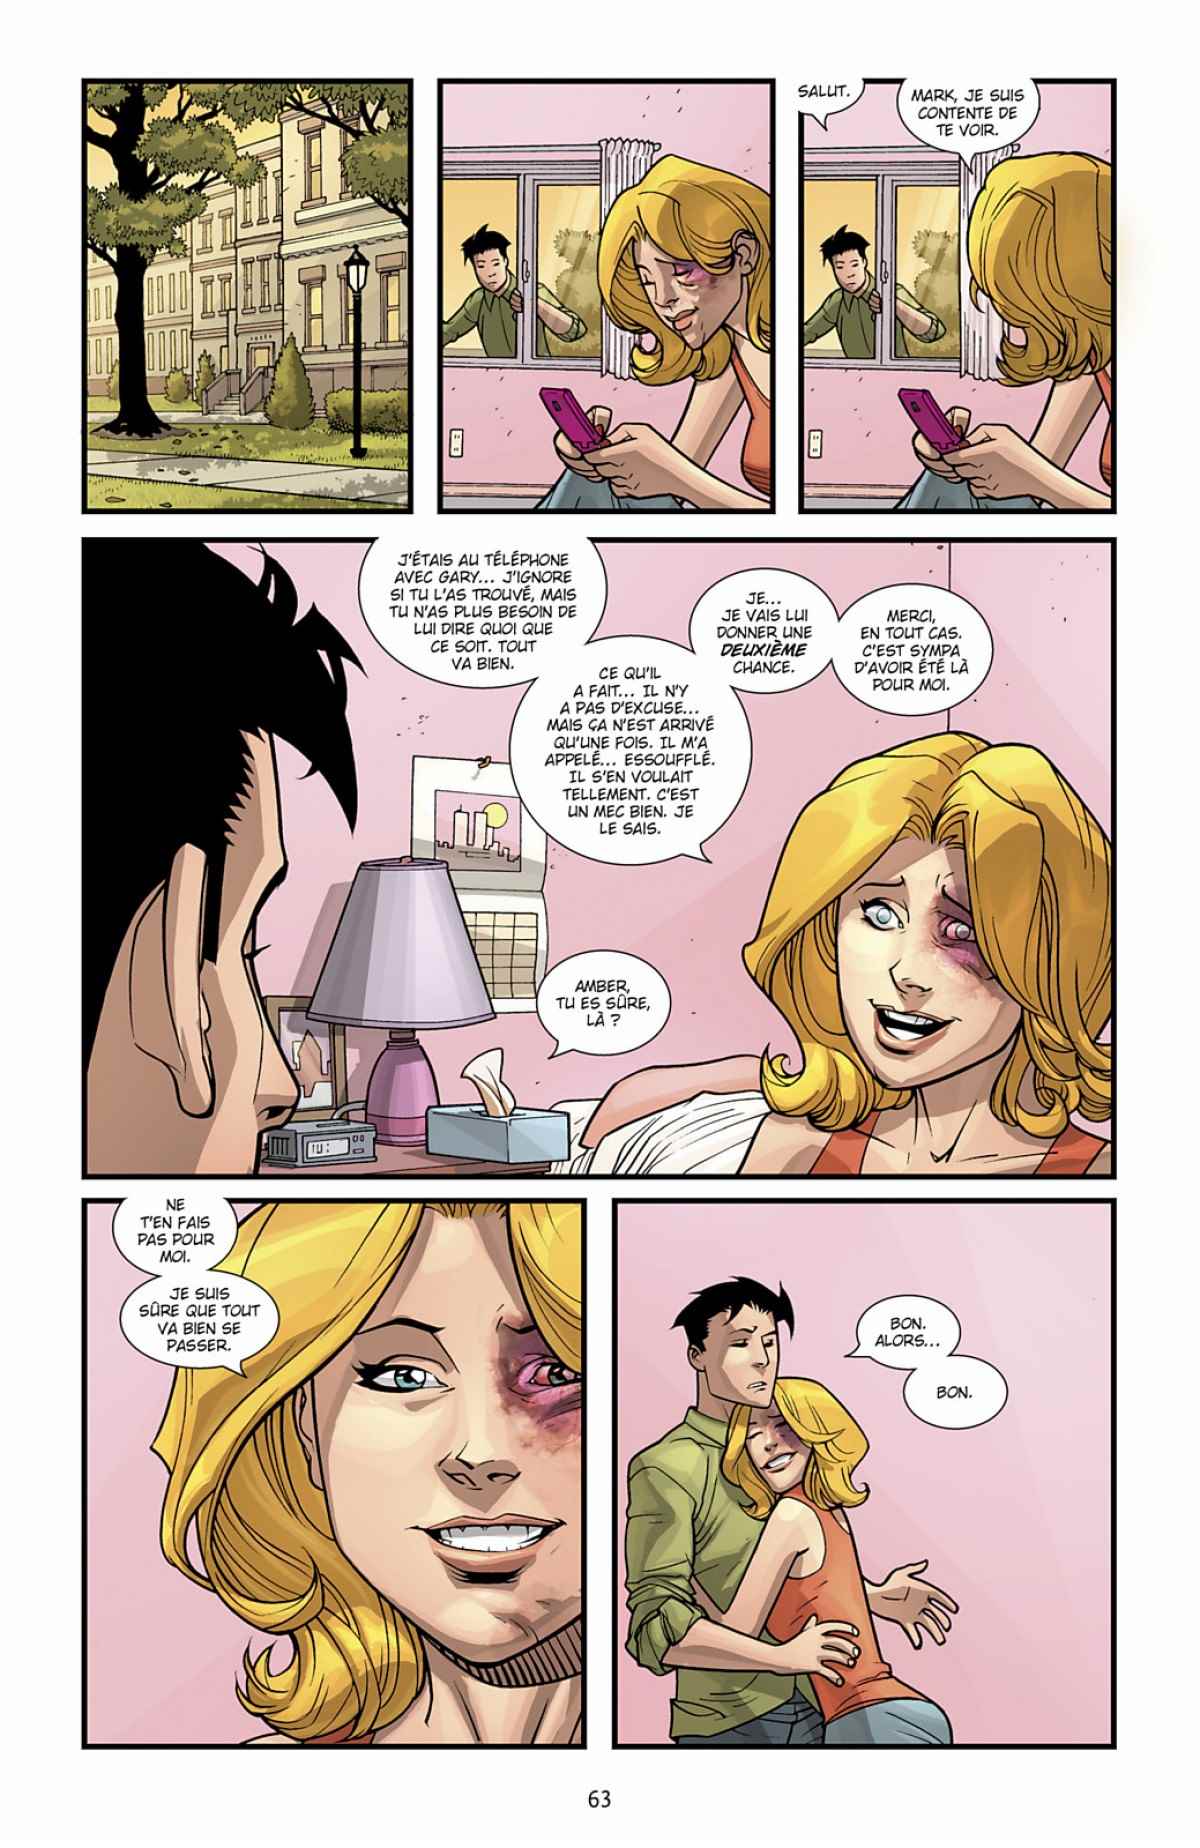 SALUT.
MARK, JE SUIS
CONTENTE DE
TE VOIR.
J'ÉTAIS AU TÉLÉPHONE
AVEC GARY... J'IGNORE
SI TU L'AS TROUVÉ, MAIS
TU N'AS PLUS BESOIN DE
LUI DIRE QUOI QUE
CE SOIT. TOUT
VA BIEN.
CE QU'IL
A FAIT... IL N'Y
A PAS D'EXCUSE...
MAIS ÇA N'EST ARRIVÉ
QU'UNE FOIS. IL M'A
APPELÉ... ESSOUFFLÉ.
IL S'EN VOULAIT
TELLEMENT. C'EST
UN MEC BIEN. JE
LE SAIS.
JE...
JE VAIS LUI
DONNER UNE
DEUXIÈME
CHANCE.
MERCI,
EN TOUT CAS.
C'EST SYMPA
D'AVOIR ÉTÉ LÀ
POUR MOI.
AMBER,
TU ES SÛRE,
LÀ ?
NE
T'EN FAIS
PAS POUR
MOI.
JE SUIS
SÛRE QUE TOUT
VA BIEN SE
PASSER.
BON.
ALORS...
BON.
63